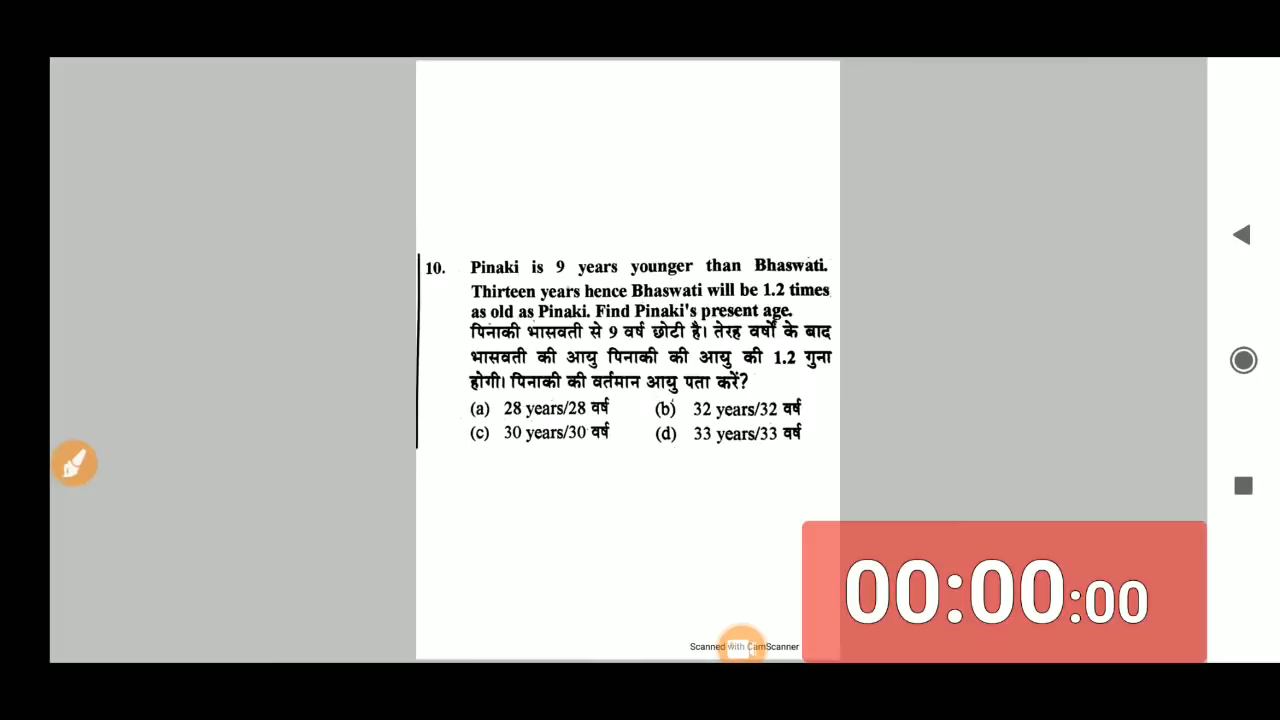 10. Pinaki is 9 years younger than Bhaswati.
Thirteen years hence Bhaswati will be 1.2 times
as old as Pinaki. Find Pinaki's present age.
पिनाकी भासवती से 9 वर्ष छोटी है। तेरह वर्षों के बाद
भासवती की आयु पिनाकी की आयु की 1.2 गुना
होगी। पिनाकी की वर्तमान आयु पता करें?
(a) 28 years/28 वर्ष (b) 32 years/32 वर्ष
(c) 30 years/30 वर्ष (d) 33 years/33 वर्ष
00:00:00
Scanned with CamScanner